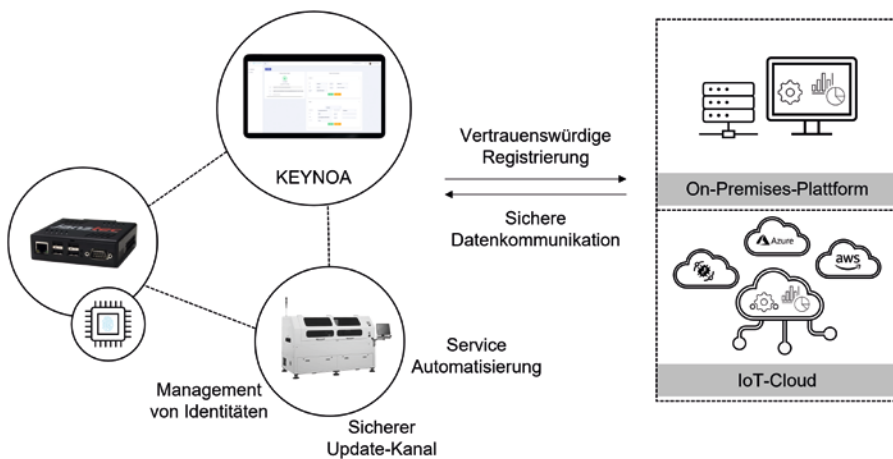 KEYNOA
Janztec
Vertrauenswürdige
Registrierung
Sichere
Datenkommunikation
Service
Automatisierung
Management
von Identitäten
Sicherer
Update-Kanal
On-Premises-Plattform
Azure
aws
IoT-Cloud